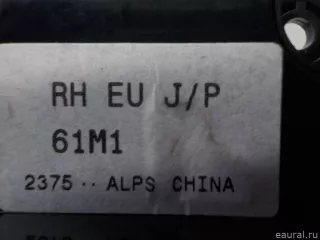 RH EU J/P
61M1
2375 ·· ALPS CHINA
eaural.ru